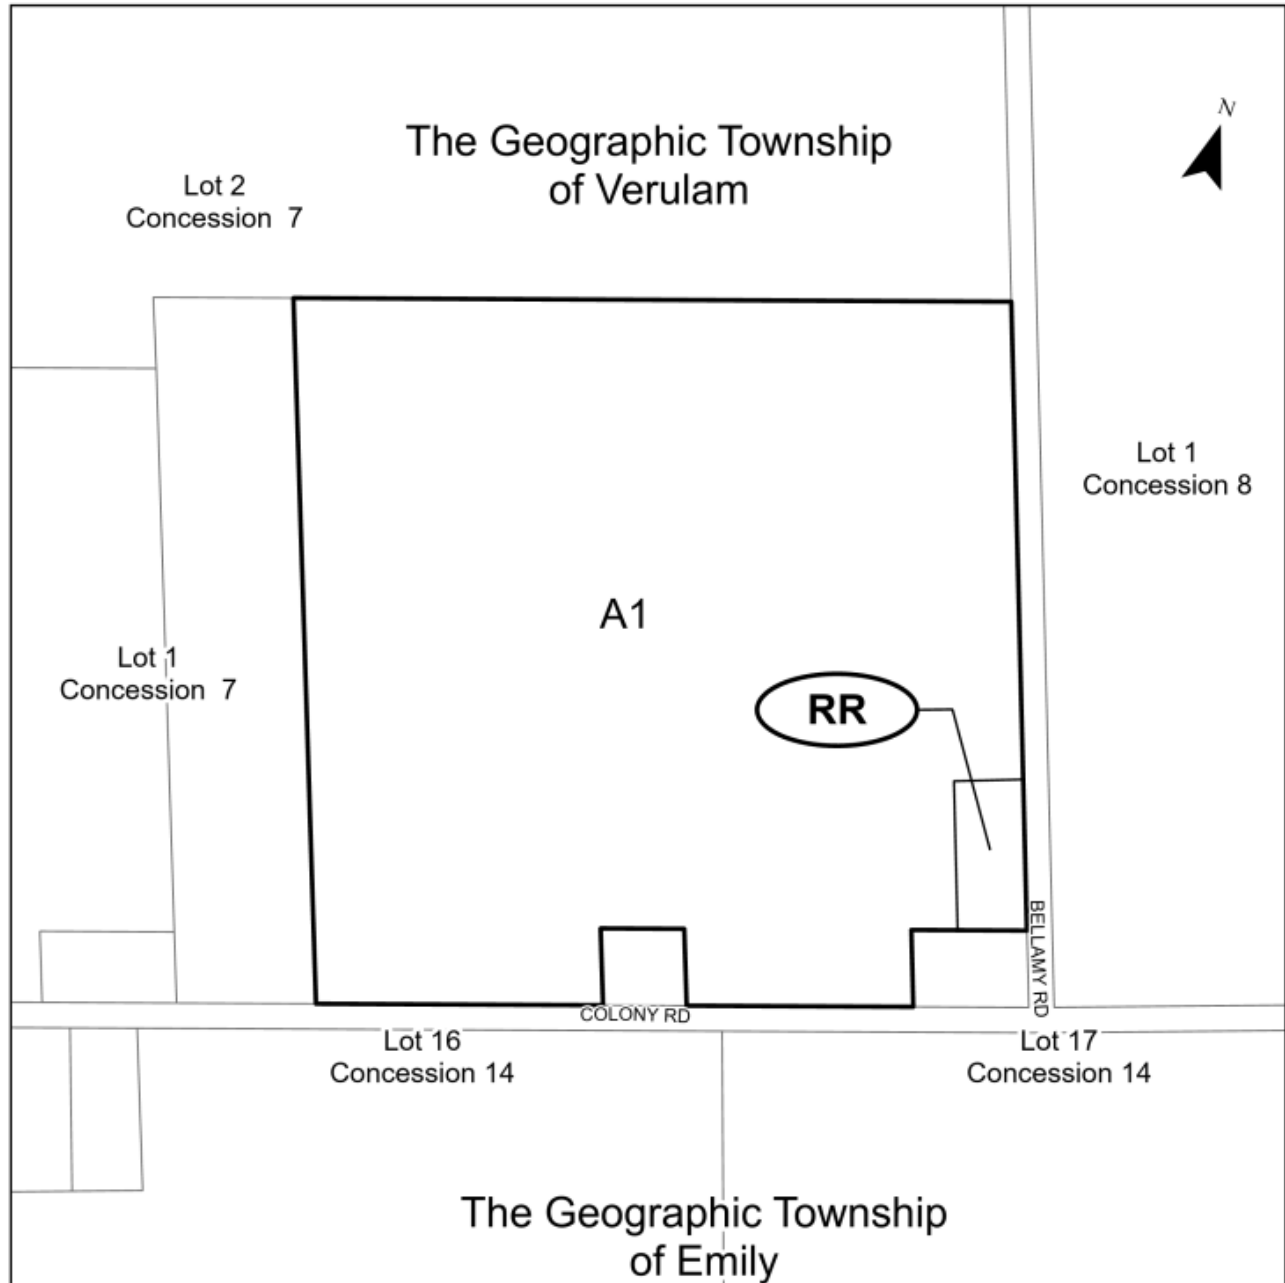 The Geographic Township
of Verulam
N
Lot 2
Concession 7
Lot 1
Concession 8
A1
Lot 1
Concession 7
RR
BELLAMY RD
COLONY RD
Lot 16
Concession 14
Lot 17
Concession 14
The Geographic Township
of Emily